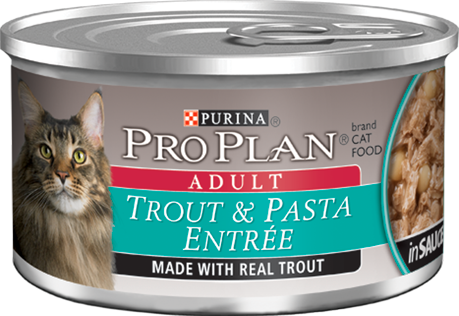 PURINA®
PRO PLAN®
brand
CAT
FOOD
ADULT
TROUT & PASTA
ENTRÉE
MADE WITH REAL TROUT
in SAUCE